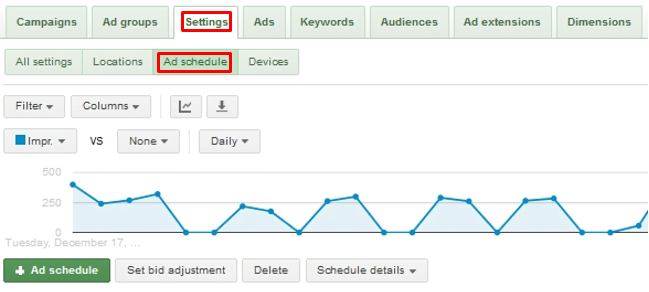 Campaigns Ad groups Settings Ads Keywords Audiences Ad extensions Dimensions
All settings Locations Ad schedule Devices
Filter Columns
Impr. VS None Daily
500
250
0
Tuesday, December 17, ...
+ Ad schedule Set bid adjustment Delete Schedule details